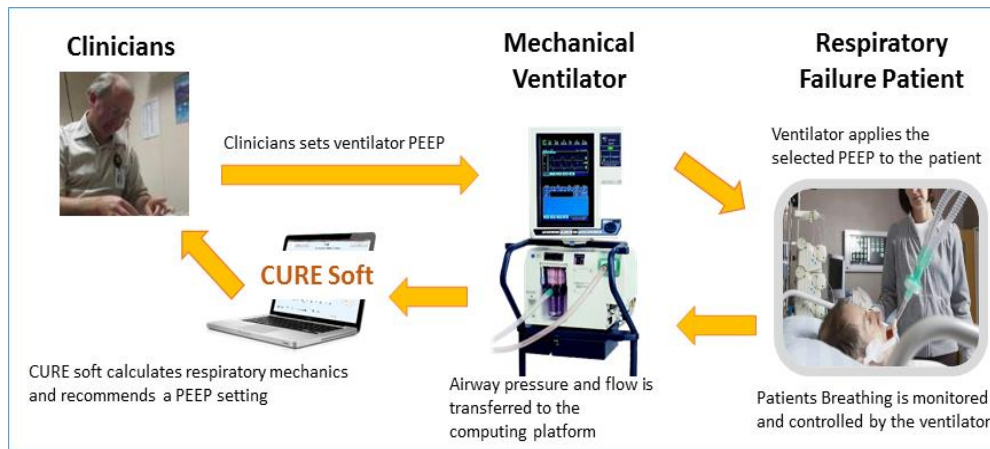 Clinicians
Mechanical
Ventilator
Respiratory
Failure Patient
Clinicians sets ventilator PEEP
Ventilator applies the
selected PEEP to the patient
CURE Soft
CURE soft calculates respiratory mechanics
and recommends a PEEP setting
Airway pressure and flow is
transferred to the
computing platform
Patients Breathing is monitored
and controlled by the ventilator